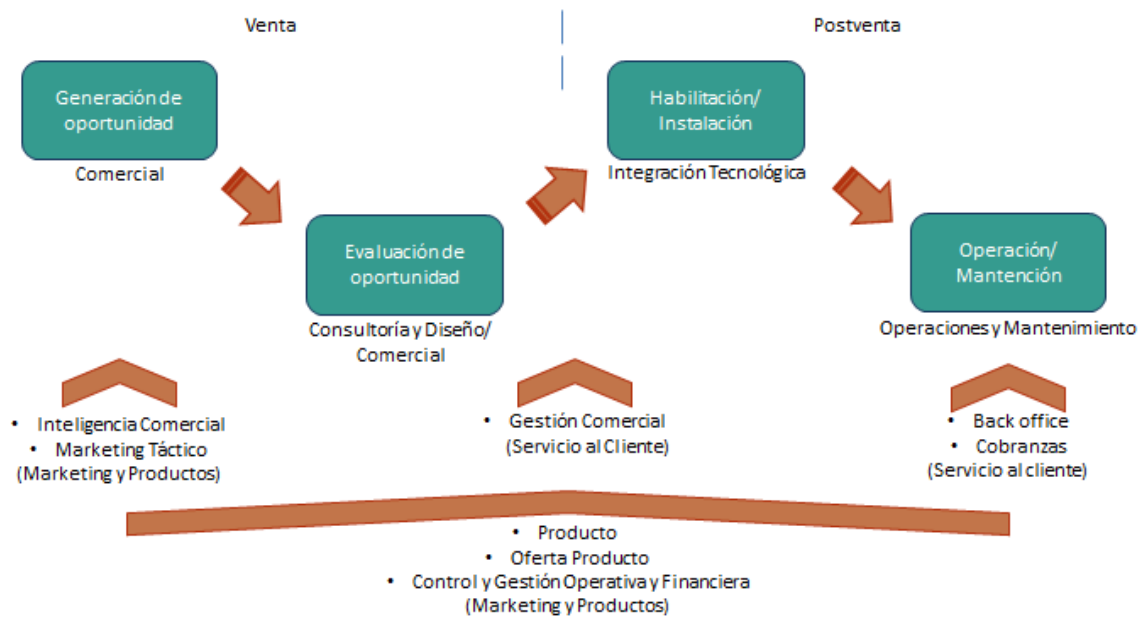 Venta
Postventa
Generación de
oportunidad
Comercial
Evaluación de
oportunidad
Consultoría y Diseño/
Comercial
Habilitación/
Instalación
Integración Tecnológica
Operación/
Mantención
Operaciones y Mantenimiento
• Inteligencia Comercial
• Marketing Táctico
(Marketing y Productos)
• Gestión Comercial
(Servicio al Cliente)
• Back office
• Cobranzas
(Servicio al cliente)
• Producto
• Oferta Producto
• Control y Gestión Operativa y Financiera
(Marketing y Productos)